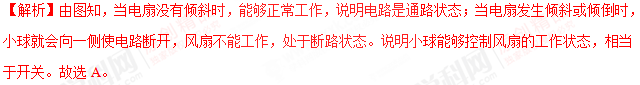 【解析】由图知，当电扇没有倾斜时，能够正常工作，说明电路是通路状态；当电扇发生倾斜或倾倒时，
小球就会向一侧使电路断开，风扇不能工作，处于断路状态。说明小球能够控制风扇的工作状态，相当
于开关。故选 A。